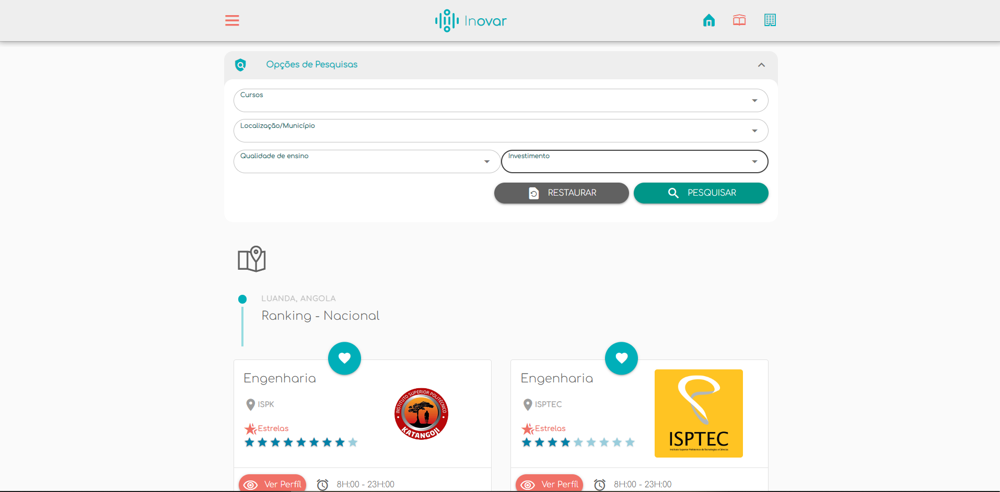 Inovar
Opções de Pesquisas
Cursos
Localização/Município
Qualidade de ensino
Investimento
RESTAURAR
PESQUISAR
LUANDA, ANGOLA
Ranking - Nacional
Engenharia
ISPK
Estrelas
INSTITUTO SUPERIOR POLITÉCNICO
KATANGOJI
Ver Perfíl
8H:00 - 23H:00
Engenharia
ISPTEC
Estrelas
ISPTEC
Instituto Superior Politécnico de Tecnologias e Ciências
Ver Perfíl
8H:00 - 23H:00